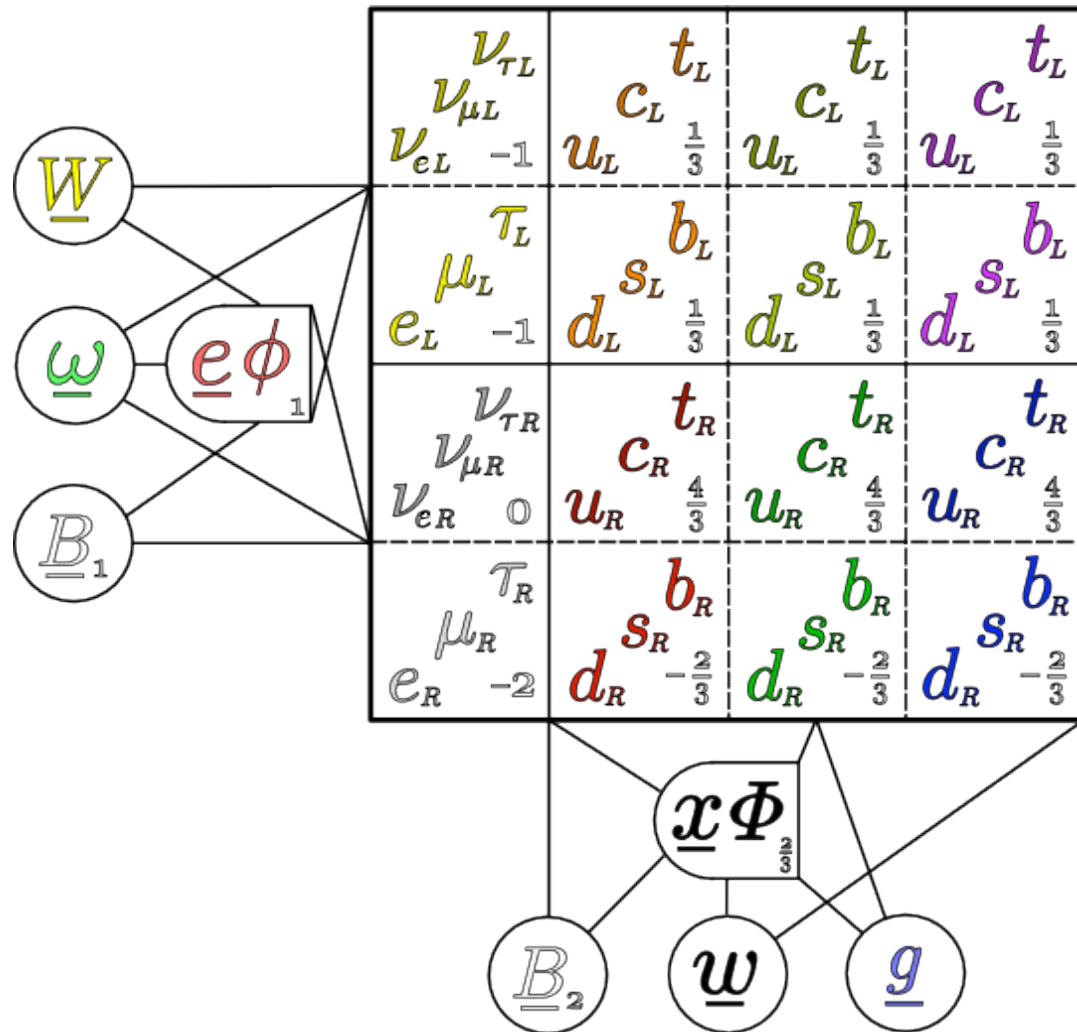 ν_τL t_L t_L t_L
ν_μL c_L c_L c_L
ν_eL −1 u_L 1/3 u_L 1/3 u_L 1/3
W
τ_L b_L b_L b_L
μ_L s_L s_L s_L
e_L −1 d_L 1/3 d_L 1/3 d_L 1/3
ω e ϕ 1
ν_τR t_R t_R t_R
ν_μR c_R c_R c_R
ν_eR 0 u_R 4/3 u_R 4/3 u_R 4/3
B 1
τ_R b_R b_R b_R
μ_R s_R s_R s_R
e_R −2 d_R −2/3 d_R −2/3 d_R −2/3
x Φ 2/3
B 2 w g